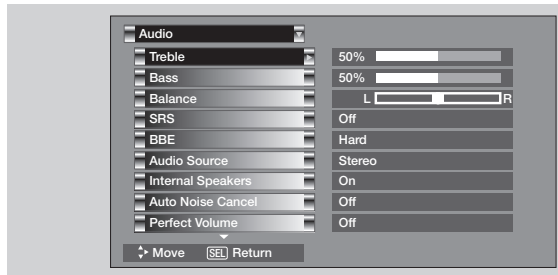 Audio
Treble 50%
Bass 50%
Balance L R
SRS Off
BBE Hard
Audio Source Stereo
Internal Speakers On
Auto Noise Cancel Off
Perfect Volume Off
Move SEL Return